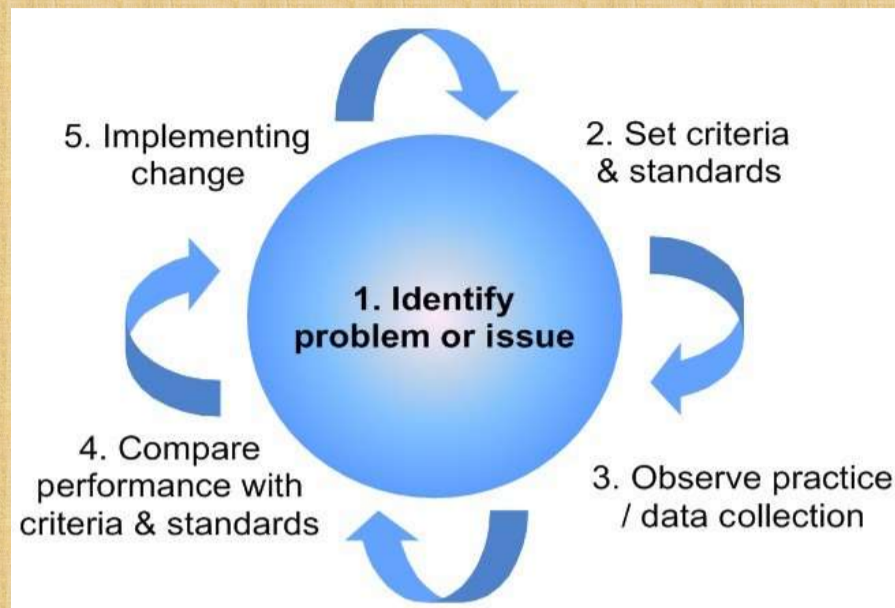 1. Identify
problem or issue
2. Set criteria
& standards
3. Observe practice
/ data collection
4. Compare
performance with
criteria & standards
5. Implementing
change